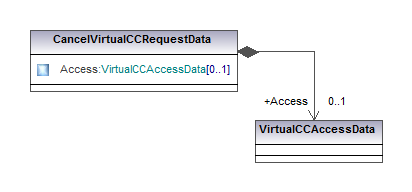 CancelVirtualCCRequestData
Access:VirtualCCAccessData[0..1]
+Access 0..1
VirtualCCAccessData